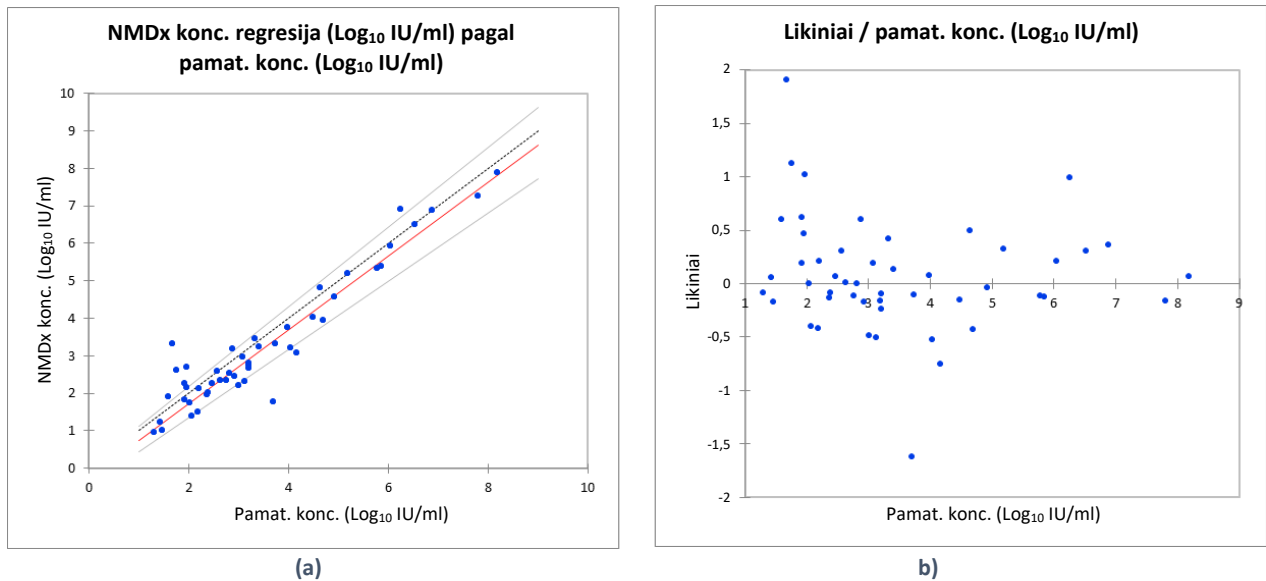 NMDx konc. regresija (Log₁₀ IU/ml) pagal
pamat. konc. (Log₁₀ IU/ml)
10
9
8
7
6
5
4
3
2
1
0
NMDx konc. (Log₁₀ IU/ml)
0 2 4 6 8 10
Pamat. konc. (Log₁₀ IU/ml)
(a)
Likiniai / pamat. konc. (Log₁₀ IU/ml)
2
1,5
1
0,5
0
-0,5
-1
-1,5
-2
Likiniai
1 2 3 4 5 6 7 8 9
Pamat. konc. (Log₁₀ IU/ml)
b)